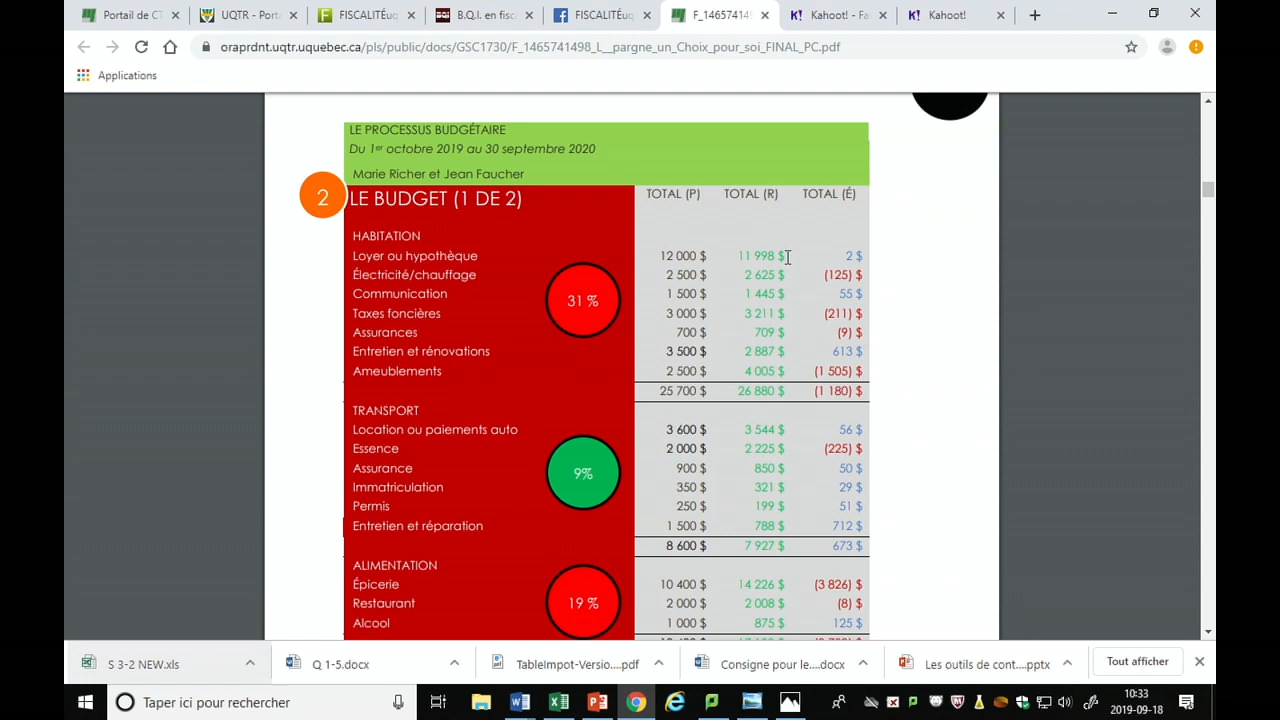 Portail de CT
UQTR - Porta
FISCALITÉuq
B.Q.I. en fisc
FISCALITÉuq
F_14657414
Kahoot! - Fa
Kahoot!
oraprdnt.uqtr.uquebec.ca/pls/public/docs/GSC1730/F_1465741498_L__pargne_un_Choix_pour_soi_FINAL_PC.pdf
Applications
LE PROCESSUS BUDGÉTAIRE
Du 1er octobre 2019 au 30 septembre 2020
Marie Richer et Jean Faucher
2 LE BUDGET (1 DE 2) TOTAL (P) TOTAL (R) TOTAL (É)
HABITATION
Loyer ou hypothèque 12 000 $ 11 998 $ 2 $
Électricité/chauffage 2 500 $ 2 625 $ (125) $
Communication 1 500 $ 1 445 $ 55 $
31 %
Taxes foncières 3 000 $ 3 211 $ (211) $
Assurances 700 $ 709 $ (9) $
Entretien et rénovations 3 500 $ 2 887 $ 613 $
Ameublements 2 500 $ 4 005 $ (1 505) $
25 700 $ 26 880 $ (1 180) $
TRANSPORT
Location ou paiements auto 3 600 $ 3 544 $ 56 $
Essence 2 000 $ 2 225 $ (225) $
Assurance 900 $ 850 $ 50 $
9%
Immatriculation 350 $ 321 $ 29 $
Permis 250 $ 199 $ 51 $
Entretien et réparation 1 500 $ 788 $ 712 $
8 600 $ 7 927 $ 673 $
ALIMENTATION
Épicerie 10 400 $ 14 226 $ (3 826) $
Restaurant 19 % 2 000 $ 2 008 $ (8) $
Alcool 1 000 $ 875 $ 125 $
S 3-2 NEW.xls
Q 1-5.docx
TableImpot-Versio....pdf
Consigne pour le....docx
Les outils de cont....pptx
Tout afficher
Taper ici pour rechercher
10:33
2019-09-18